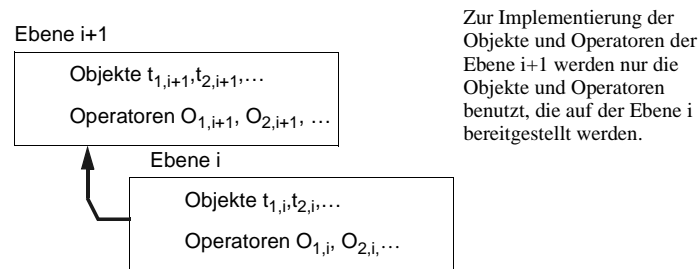 Ebene i+1
Objekte t1,i+1,t2,i+1,…
Operatoren O1,i+1, O2,i+1, …
Ebene i
Objekte t1,i,t2,i,…
Operatoren O1,i, O2,i,…
Zur Implementierung der
Objekte und Operatoren der
Ebene i+1 werden nur die
Objekte und Operatoren
benutzt, die auf der Ebene i
bereitgestellt werden.